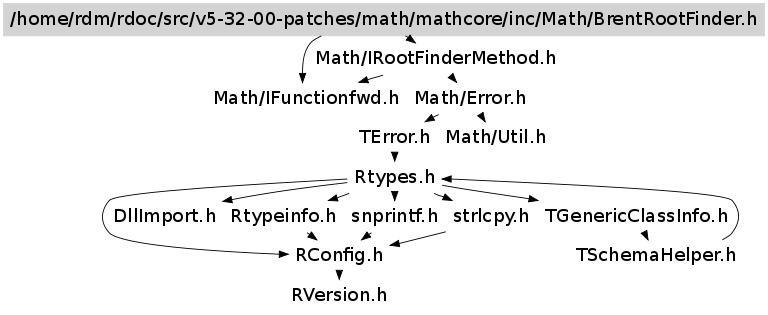 /home/rdm/rdoc/src/v5-32-00-patches/math/mathcore/inc/Math/BrentRootFinder.h
Math/IRootFinderMethod.h
Math/IFunctionfwd.h Math/Error.h
TError.h Math/Util.h
Rtypes.h
DllImport.h Rtypeinfo.h snprintf.h strlcpy.h TGenericClassInfo.h
RConfig.h TSchemaHelper.h
RVersion.h